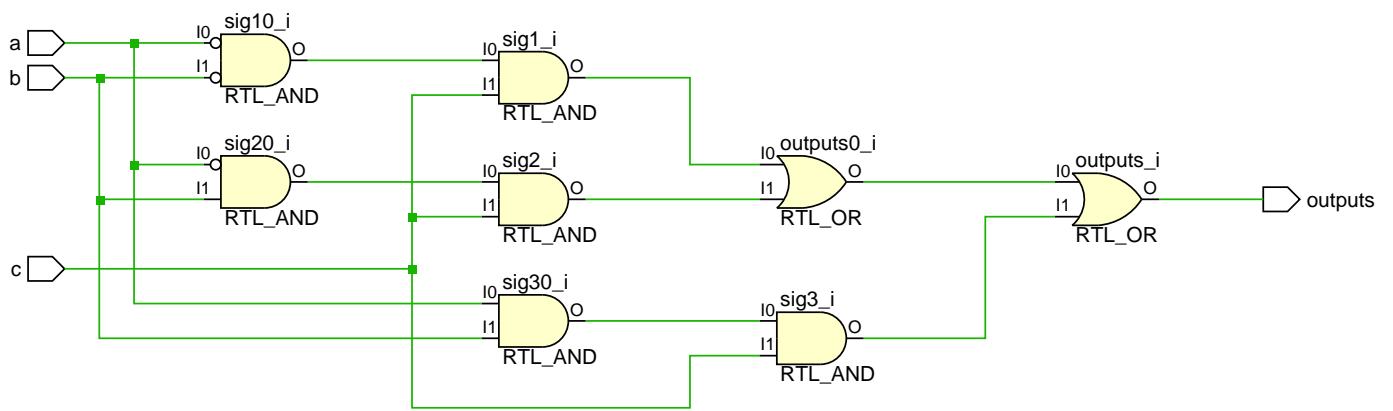 a
b
c
sig10_i
I0
I1
O
RTL_AND
sig20_i
I0
I1
O
RTL_AND
sig1_i
I0
I1
O
RTL_AND
sig2_i
I0
I1
O
RTL_AND
sig30_i
I0
I1
O
RTL_AND
outputs0_i
I0
I1
O
RTL_OR
sig3_i
I0
I1
O
RTL_AND
outputs_i
I0
I1
O
RTL_OR
outputs